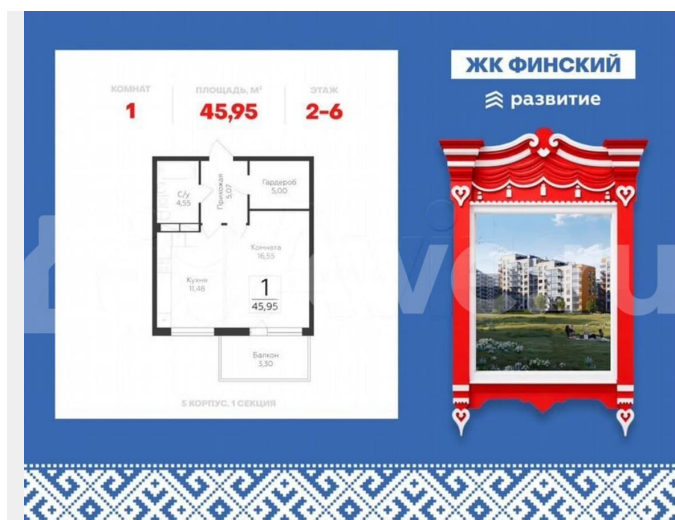 КОМНАТ
1
ПЛОЩАДЬ, М²
45,95
ЭТАЖ
2-6
С/у
4,55
Прихожая
5,07
Гардероб
5,00
Комната
16,55
Кухня
11,48
1
45,95
Балкон
3,30
5 КОРПУС, 1 СЕКЦИЯ
ЖК ФИНСКИЙ
развитие